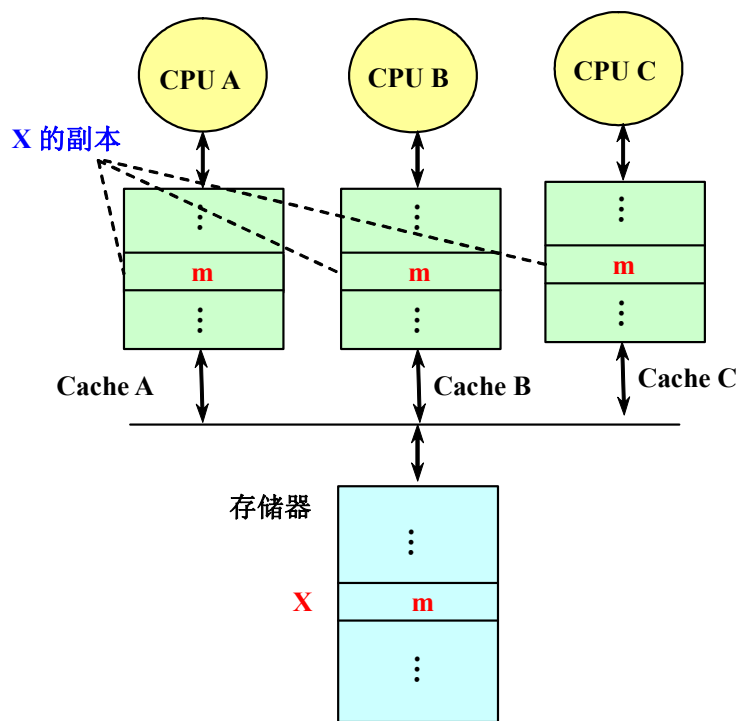 CPU A
CPU B
CPU C
X 的副本
⋮
⋮
⋮
m
m
m
⋮
⋮
⋮
Cache A
Cache B
Cache C
存储器
⋮
X
m
⋮